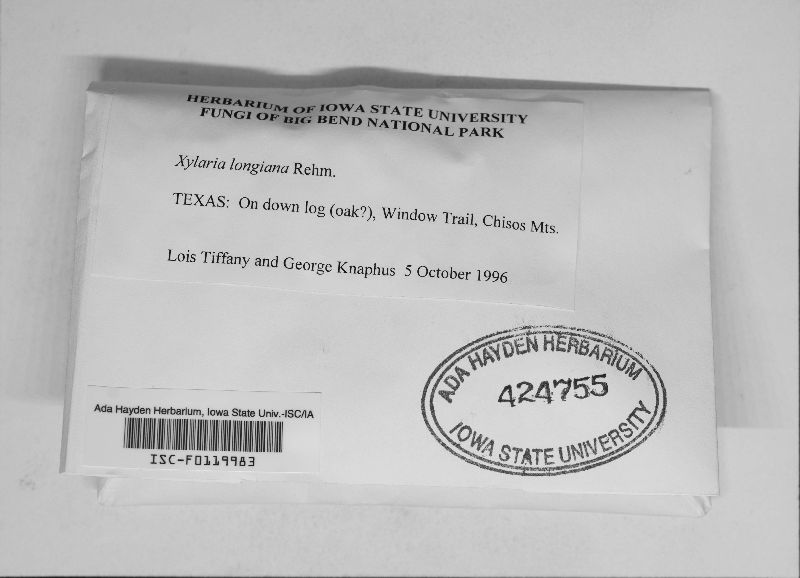 HERBARIUM OF IOWA STATE UNIVERSITY
FUNGI OF BIG BEND NATIONAL PARK
Xylaria longiana Rehm.
TEXAS: On down log (oak?), Window Trail, Chisos Mts.
Lois Tiffany and George Knaphus 5 October 1996
ADA HAYDEN HERBARIUM
424755
IOWA STATE UNIVERSITY
Ada Hayden Herbarium, Iowa State Univ.-ISC/IA
ISC-F0119983